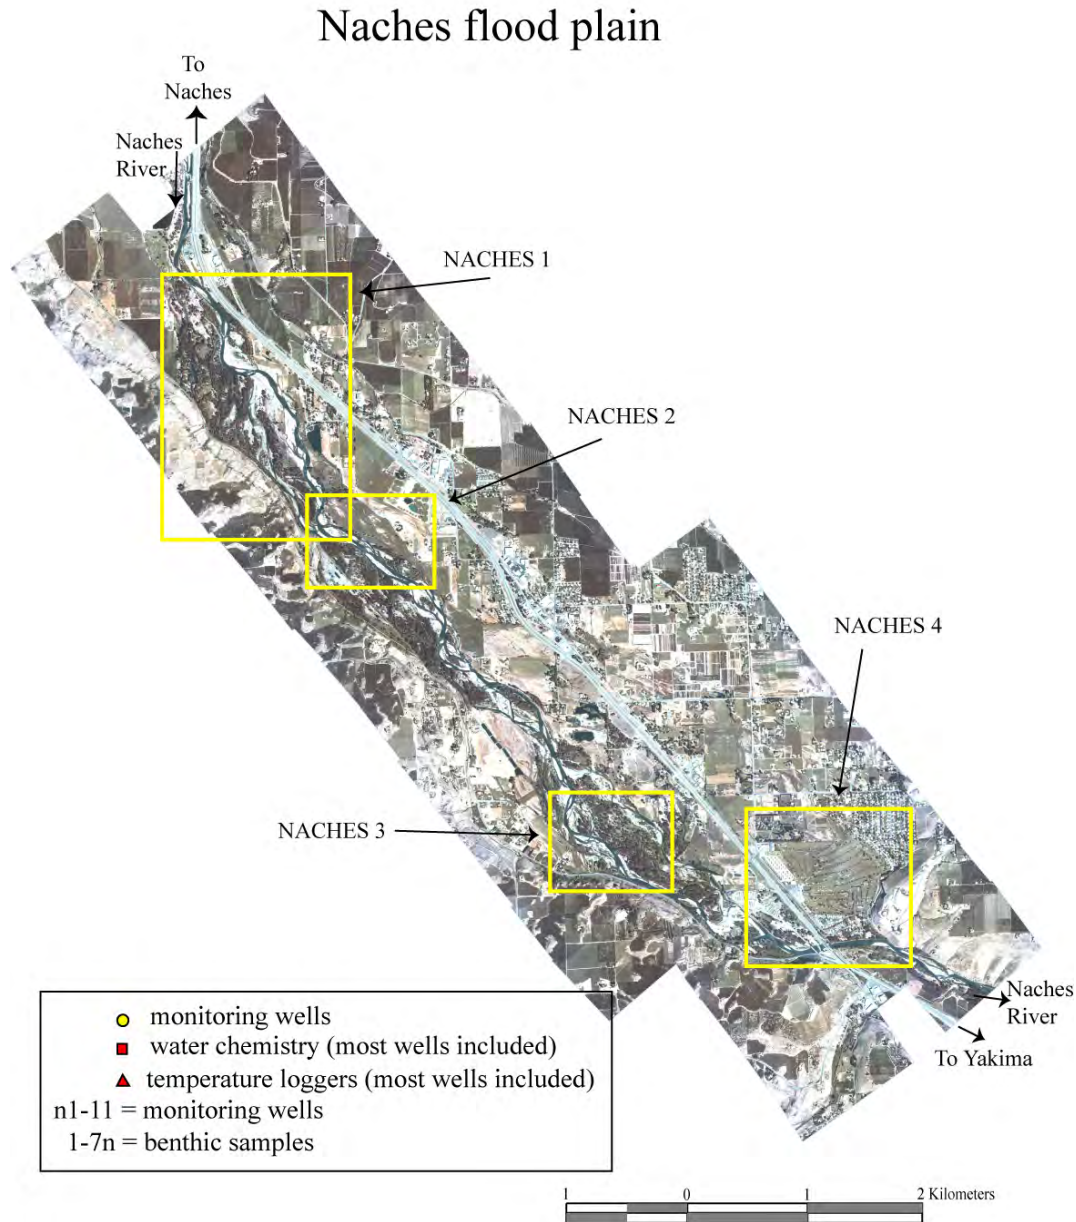 Naches flood plain
To
Naches
Naches
River
NACHES 1
NACHES 2
NACHES 4
NACHES 3
Naches
River
To Yakima
monitoring wells
water chemistry (most wells included)
temperature loggers (most wells included)
n1-11 = monitoring wells
1-7n = benthic samples
1 0 1 2 Kilometers